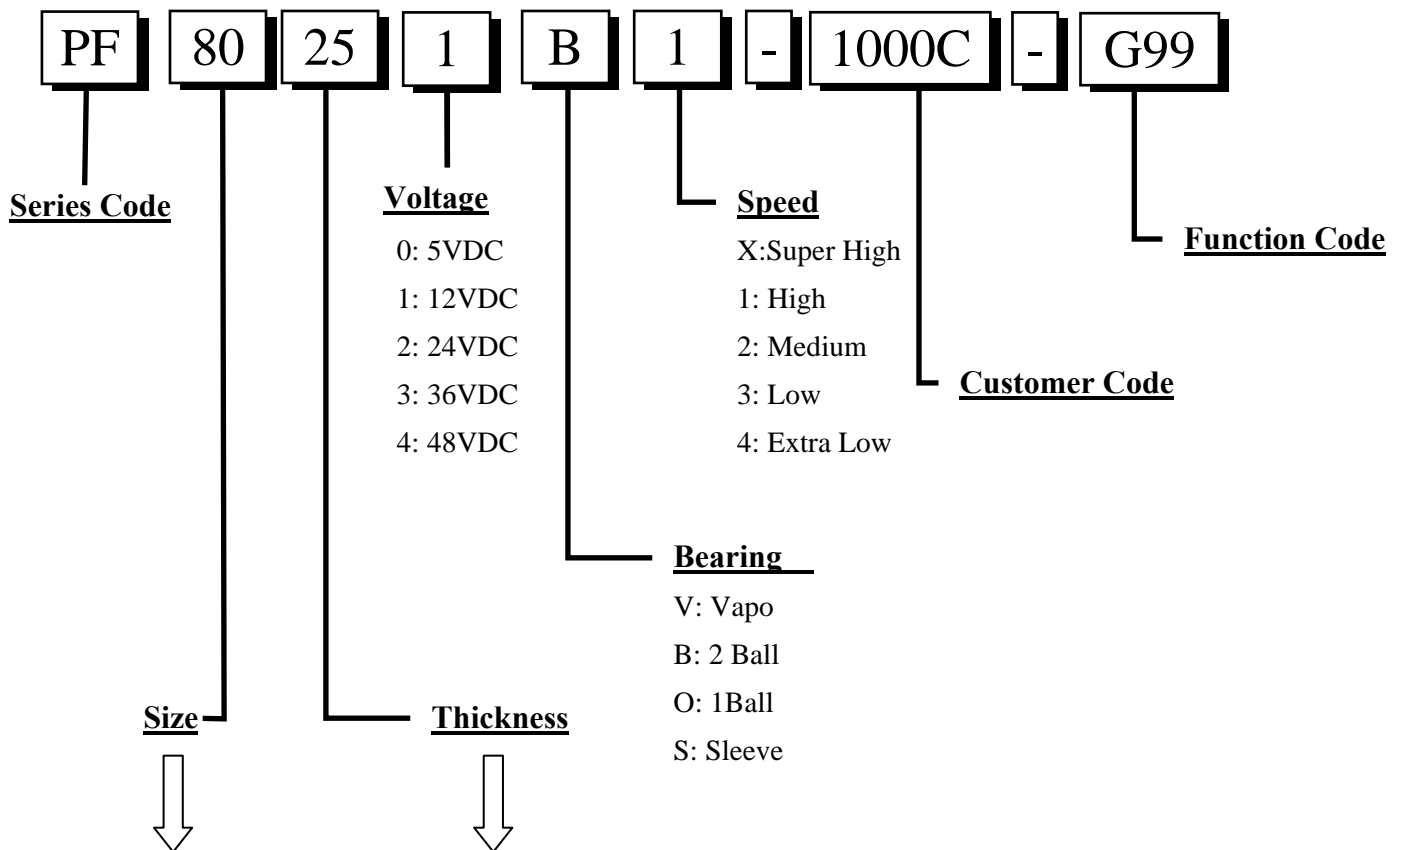 PF 80 25 1 B 1 - 1000C - G99
Series Code
Voltage
0: 5VDC
1: 12VDC
2: 24VDC
3: 36VDC
4: 48VDC
Speed
X:Super High
1: High
2: Medium
3: Low
4: Extra Low
Function Code
Customer Code
Bearing
V: Vapo
B: 2 Ball
O: 1Ball
S: Sleeve
Size
Thickness